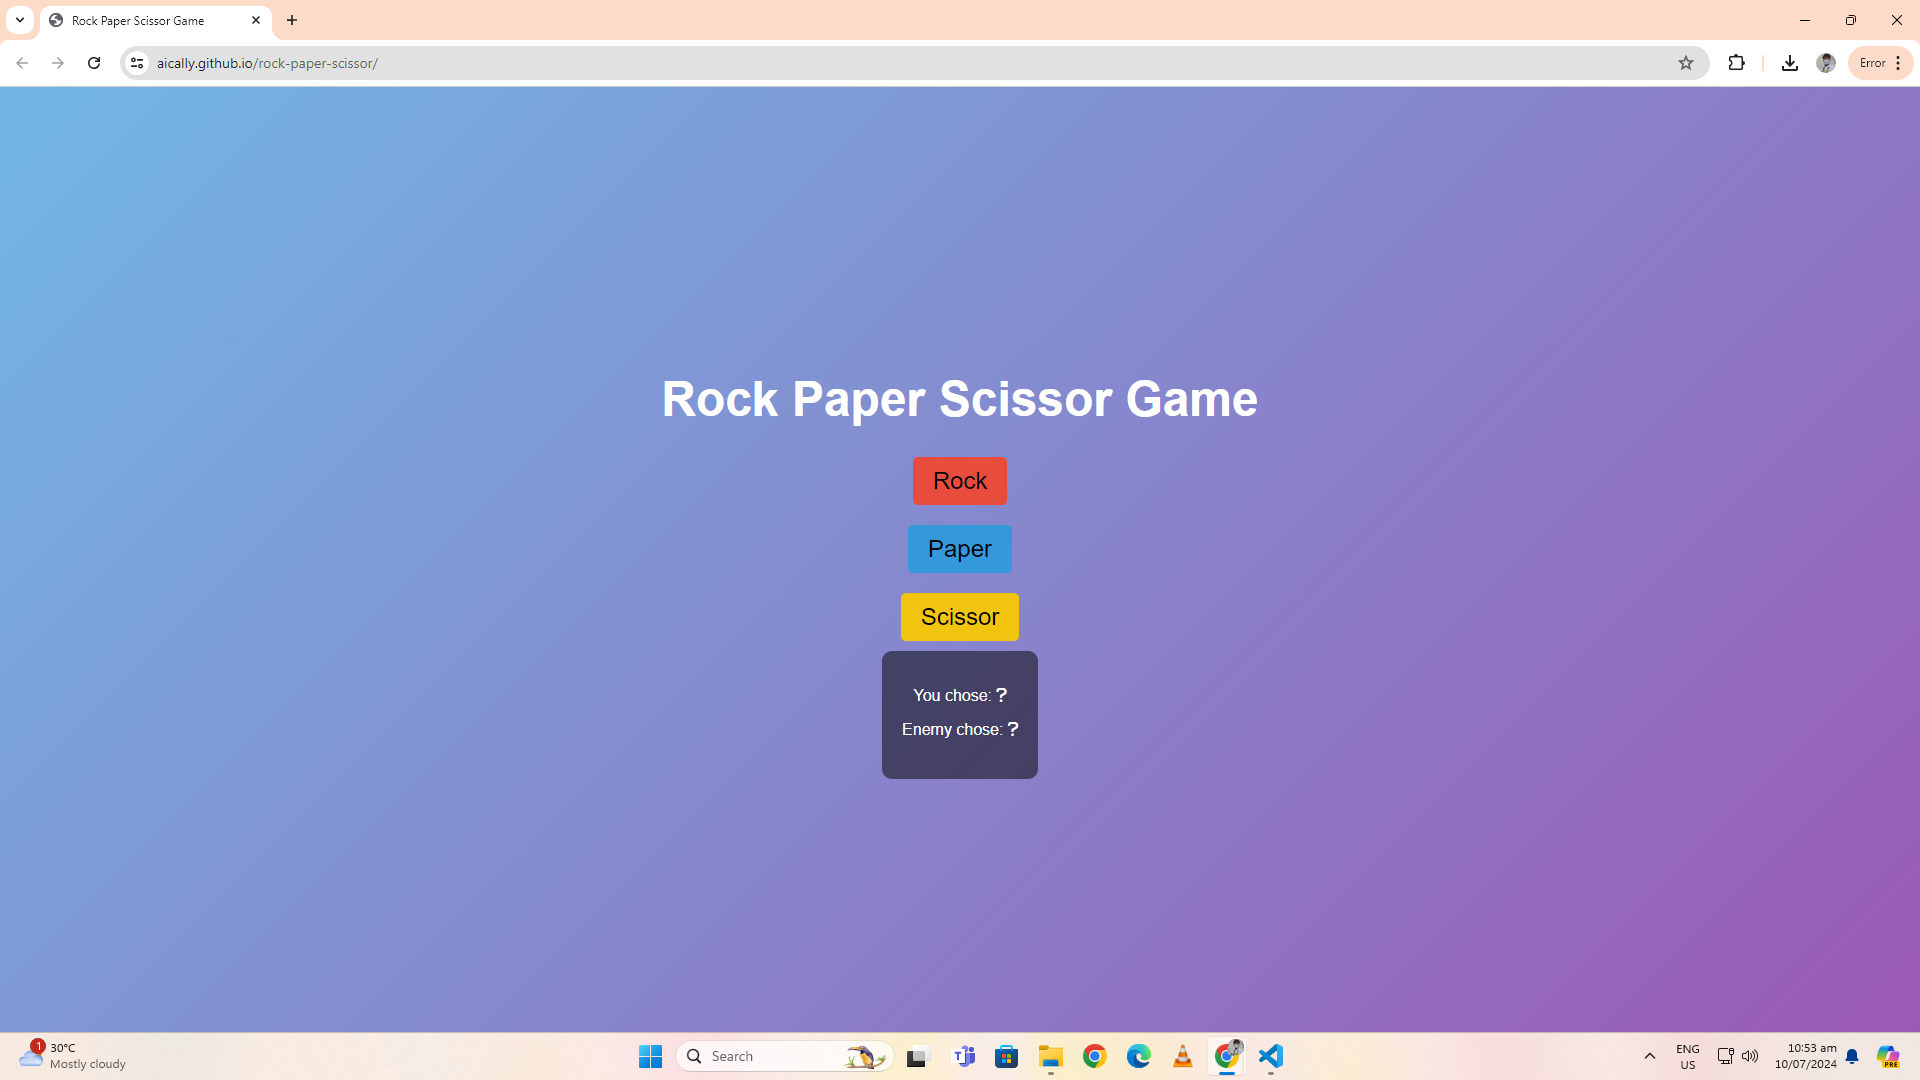 Rock Paper Scissor Game
aically.github.io/rock-paper-scissor/
Error
Rock Paper Scissor Game
Rock
Paper
Scissor
You chose: ?
Enemy chose: ?
1
30°C
Mostly cloudy
Search
ENG
US
10:53 am
10/07/2024
PRE